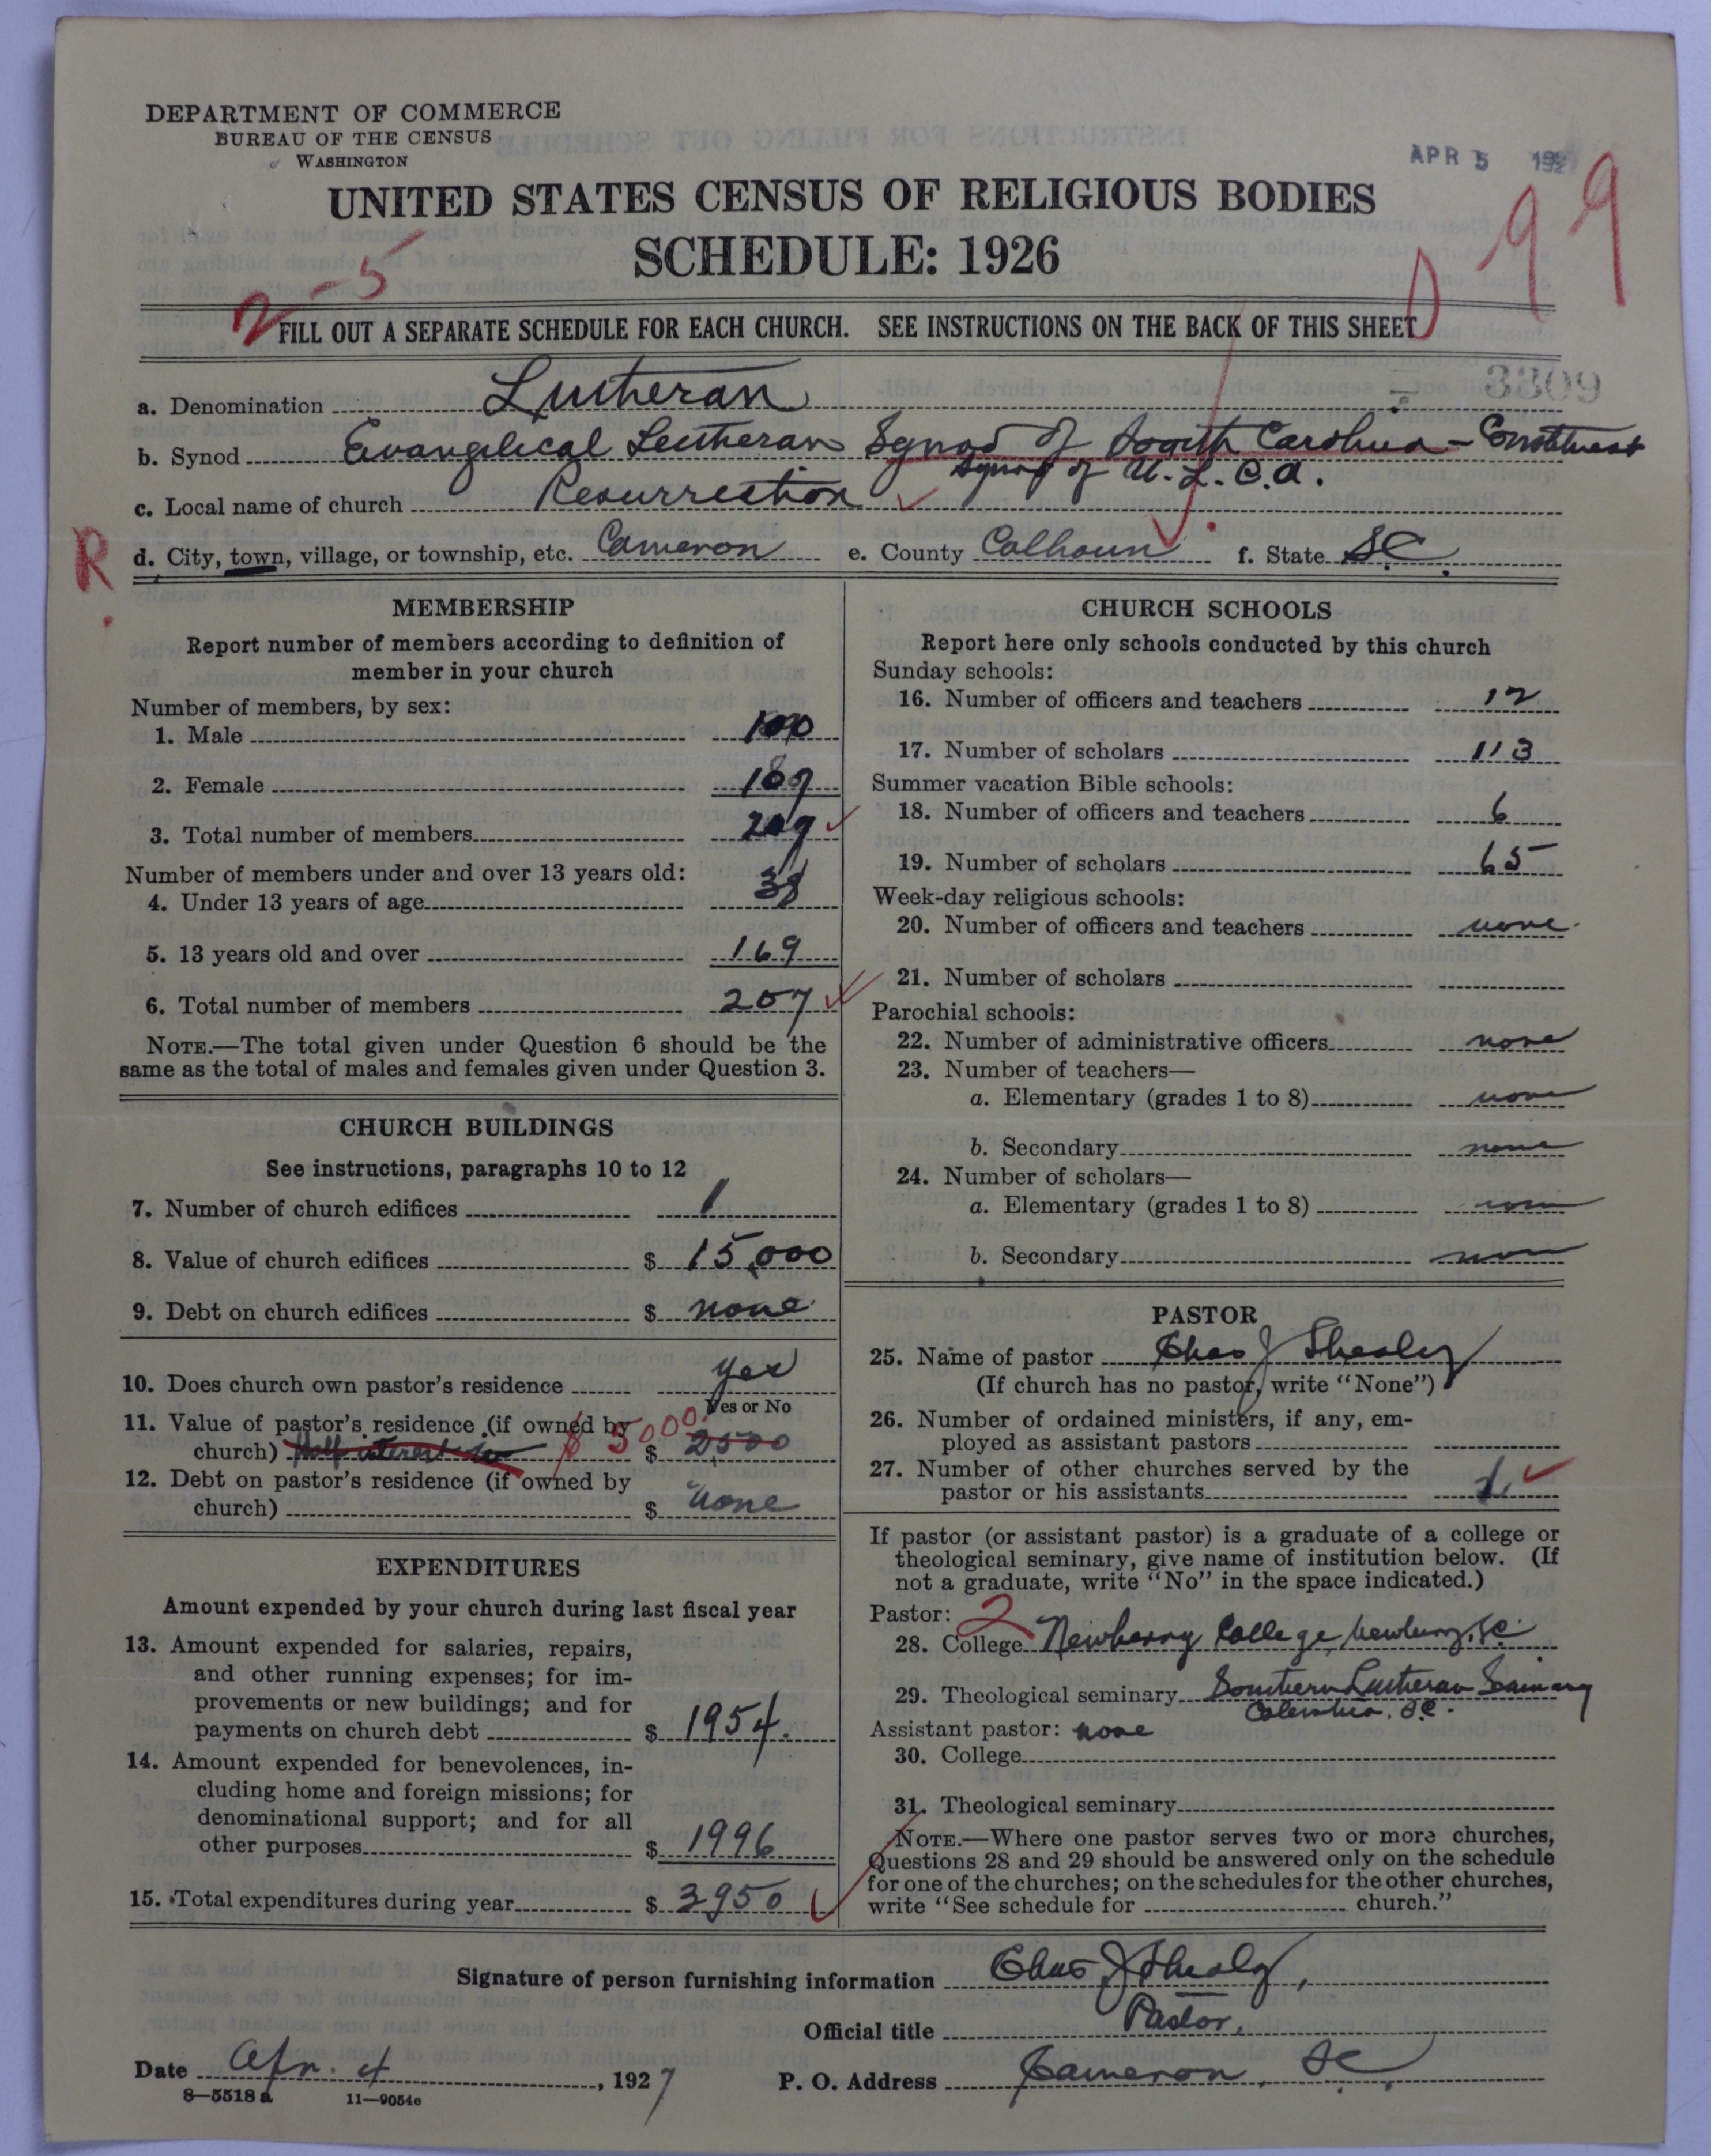 DEPARTMENT OF COMMERCE
BUREAU OF THE CENSUS
WASHINGTON
APR 5 1927
UNITED STATES CENSUS OF RELIGIOUS BODIES
SCHEDULE: 1926
2-5
99
FILL OUT A SEPARATE SCHEDULE FOR EACH CHURCH. SEE INSTRUCTIONS ON THE BACK OF THIS SHEET
3309
a. Denomination Lutheran
b. Synod Evangelical Lutheran Synod of South Carolina - Constituent
Synod of U.L.C.A.
c. Local name of church Resurrection
R
d. City, town, village, or township, etc. Cameron e. County Calhoun f. State SC.
MEMBERSHIP
Report number of members according to definition of
member in your church
Number of members, by sex:
1. Male 100
2. Female 107
3. Total number of members 207
Number of members under and over 13 years old:
4. Under 13 years of age 38
5. 13 years old and over 169
6. Total number of members 207
NOTE.—The total given under Question 6 should be the
same as the total of males and females given under Question 3.
CHURCH BUILDINGS
See instructions, paragraphs 10 to 12
7. Number of church edifices 1
8. Value of church edifices $ 15,000
9. Debt on church edifices $ none
10. Does church own pastor's residence yes
Yes or No
11. Value of pastor's residence (if owned by
church) Half interest in $ 5000 $ 2500
12. Debt on pastor's residence (if owned by
church) $ none
EXPENDITURES
Amount expended by your church during last fiscal year
13. Amount expended for salaries, repairs,
and other running expenses; for im-
provements or new buildings; and for
payments on church debt $ 1954.
14. Amount expended for benevolences, in-
cluding home and foreign missions; for
denominational support; and for all
other purposes $ 1996
15. Total expenditures during year $ 3950
CHURCH SCHOOLS
Report here only schools conducted by this church
Sunday schools:
16. Number of officers and teachers 12
17. Number of scholars 113
Summer vacation Bible schools:
18. Number of officers and teachers 6
19. Number of scholars 65
Week-day religious schools:
20. Number of officers and teachers none.
21. Number of scholars
Parochial schools:
22. Number of administrative officers none
23. Number of teachers—
a. Elementary (grades 1 to 8) none
b. Secondary none
24. Number of scholars—
a. Elementary (grades 1 to 8) none
b. Secondary none
PASTOR
25. Name of pastor Chas J Shealy
(If church has no pastor, write "None")
26. Number of ordained ministers, if any, em-
ployed as assistant pastors
27. Number of other churches served by the
pastor or his assistants 1
If pastor (or assistant pastor) is a graduate of a college or
theological seminary, give name of institution below. (If
not a graduate, write "No" in the space indicated.)
Pastor: 2
28. College Newberry College, Newberry, SC
29. Theological seminary Southern Lutheran Seminary
Columbia, SC.
Assistant pastor: none
30. College
31. Theological seminary
NOTE.—Where one pastor serves two or more churches,
Questions 28 and 29 should be answered only on the schedule
for one of the churches; on the schedules for the other churches,
write "See schedule for church."
Signature of person furnishing information Chas J Shealy,
Official title Pastor,
Date Apr. 4, 1927 P. O. Address Cameron, SC.
8—5518 a 11—9054c